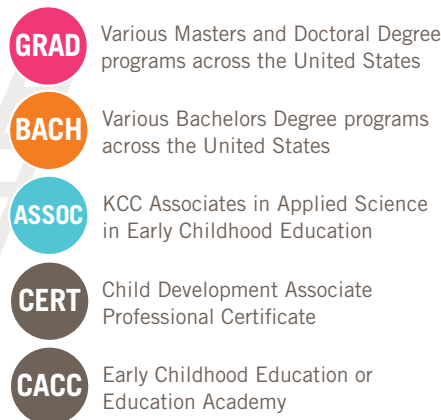 GRAD
Various Masters and Doctoral Degree
programs across the United States
BACH
Various Bachelors Degree programs
across the United States
ASSOC
KCC Associates in Applied Science
in Early Childhood Education
CERT
Child Development Associate
Professional Certificate
CACC
Early Childhood Education or
Education Academy